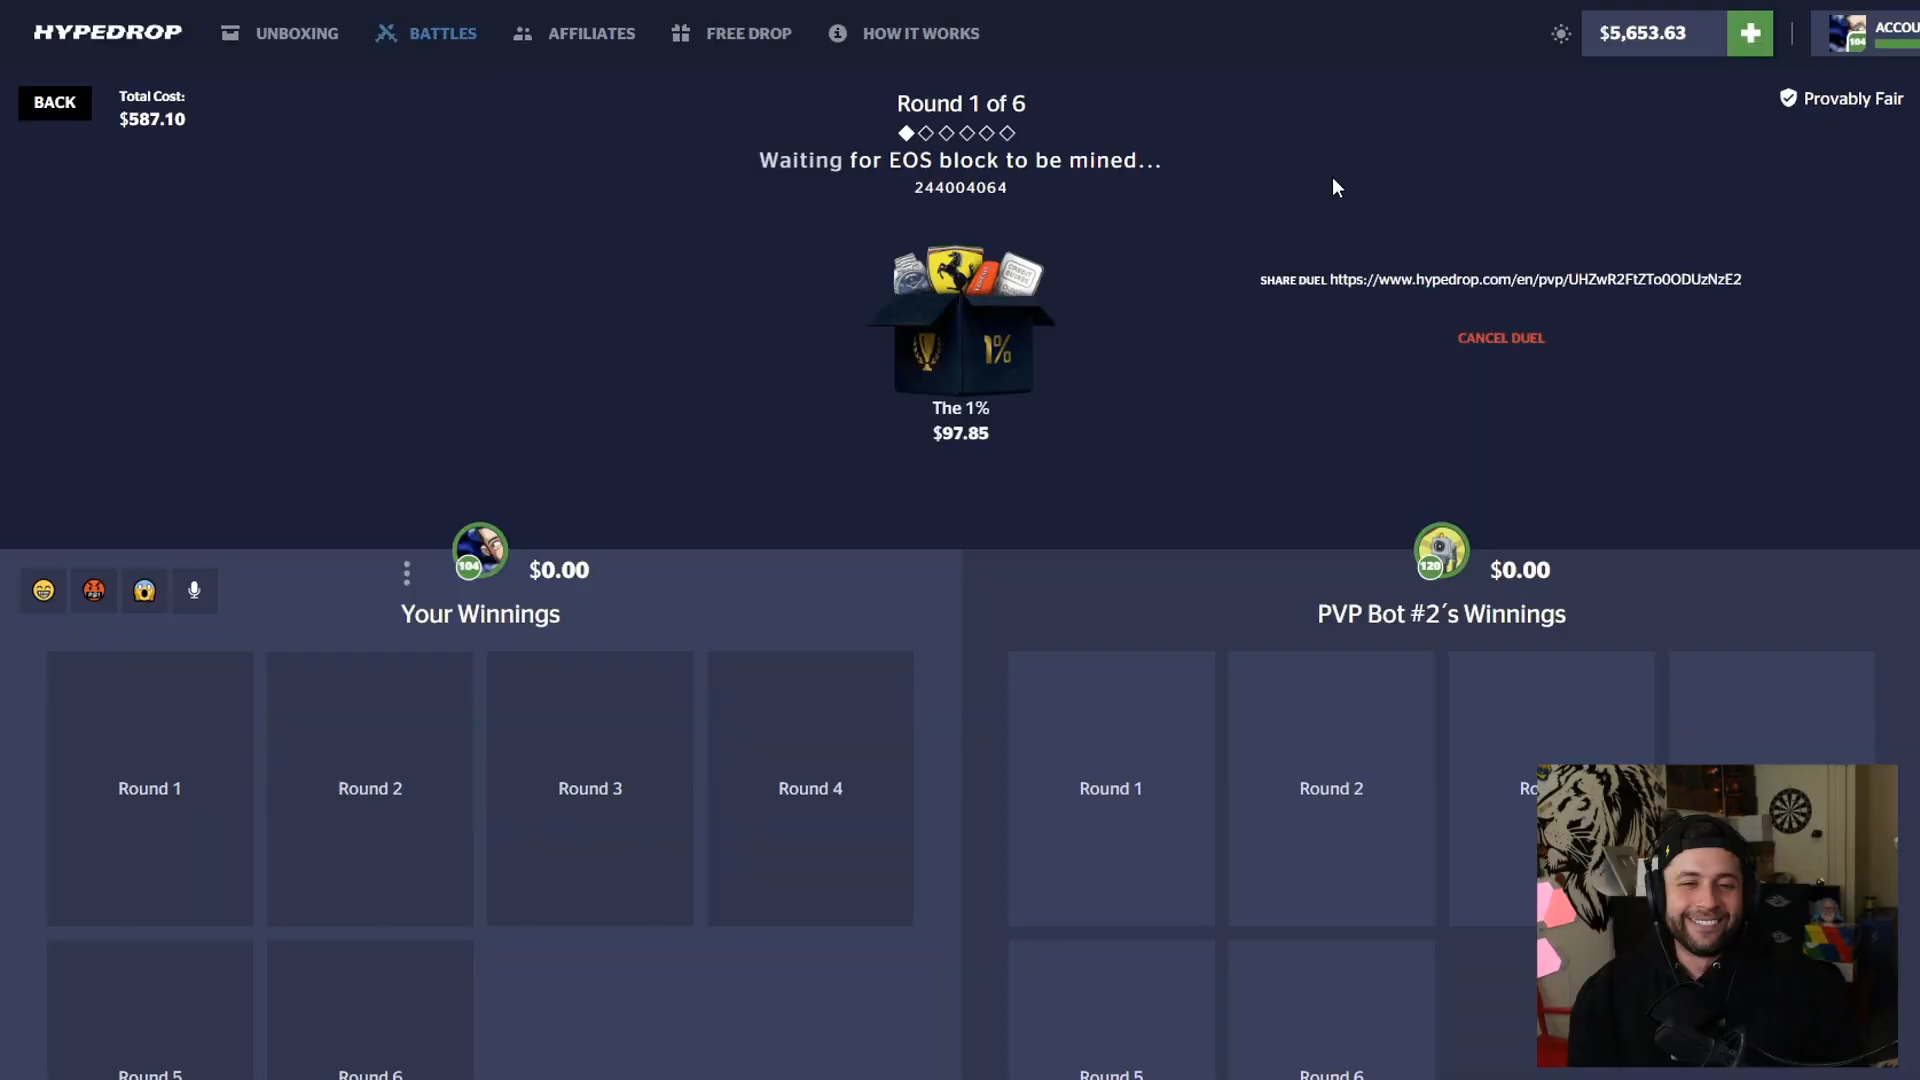 HYPEDROP
UNBOXING
BATTLES
AFFILIATES
FREE DROP
HOW IT WORKS
$5,653.63
104
ACCOU
BACK
Total Cost:
$587.10
Round 1 of 6
Provably Fair
Waiting for EOS block to be mined...
244004064
SHARE DUEL https://www.hypedrop.com/en/pvp/UHZwR2FtZTo0ODUzNzE2
CANCEL DUEL
1%
The 1%
$97.85
104
$0.00
120
$0.00
Your Winnings
PVP Bot #2´s Winnings
Round 1
Round 2
Round 3
Round 4
Round 1
Round 2
Ro
Round 5
Round 6
Round 5
Round 6